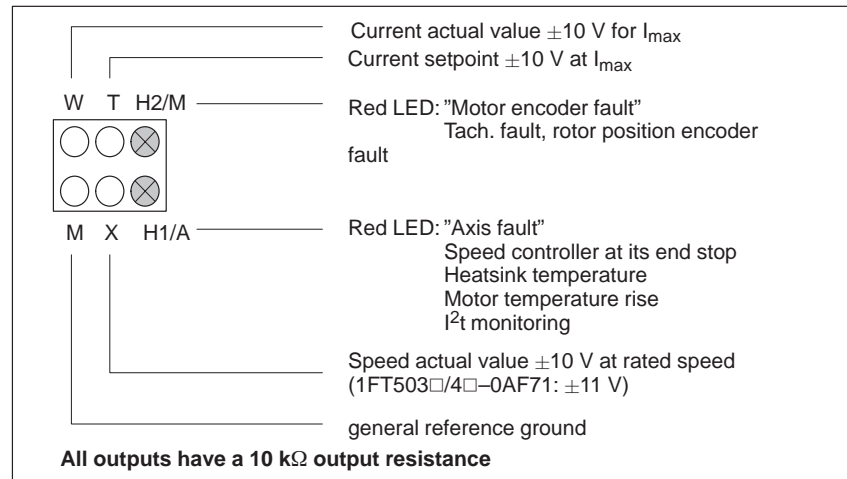 Current actual value ±10 V for Imax
Current setpoint ±10 V at Imax
W T H2/M
Red LED: ”Motor encoder fault”
Tach. fault, rotor position encoder
fault
M X H1/A
Red LED: ”Axis fault”
Speed controller at its end stop
Heatsink temperature
Motor temperature rise
I²t monitoring
Speed actual value ±10 V at rated speed
(1FT503□/4□–0AF71: ±11 V)
general reference ground
All outputs have a 10 kΩ output resistance